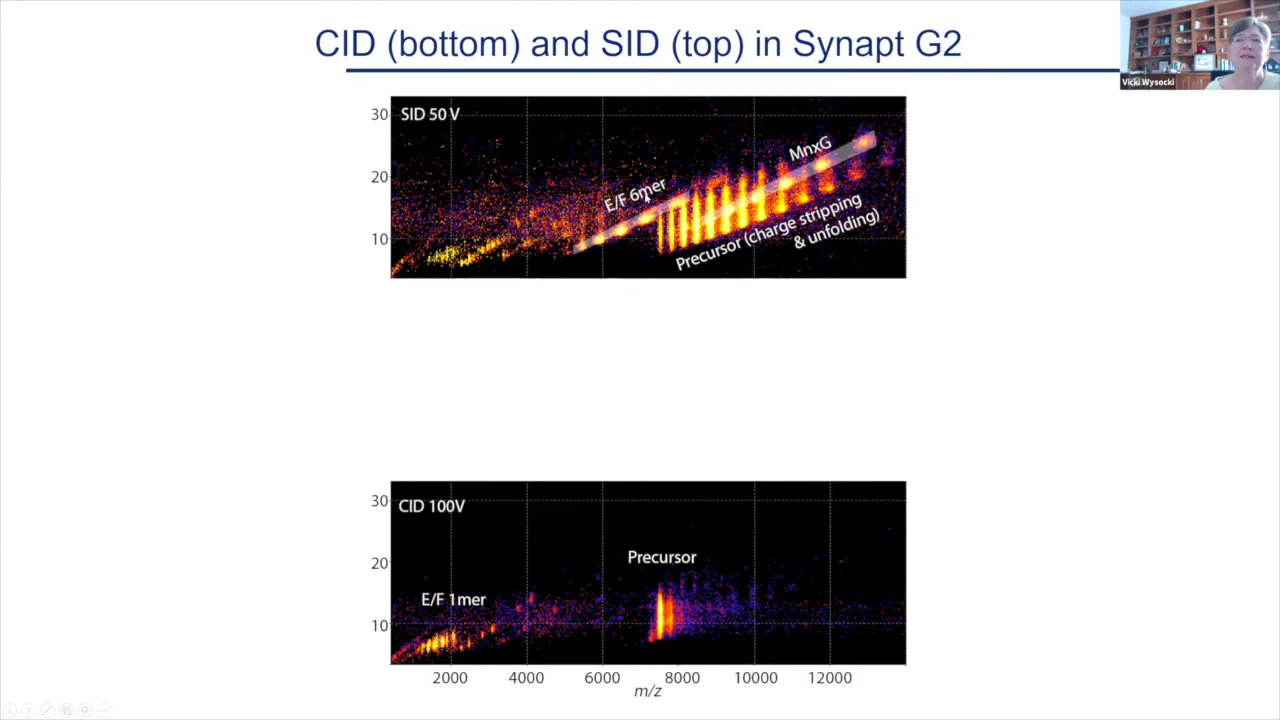 CID (bottom) and SID (top) in Synapt G2
Vicki Wysocki
30
SID 50 V
MnxG
20
E/F 6mer
10
Precursor (charge stripping
& unfolding)
30
CID 100V
20
Precursor
E/F 1mer
10
2000 4000 6000 8000 10000 12000
m/z